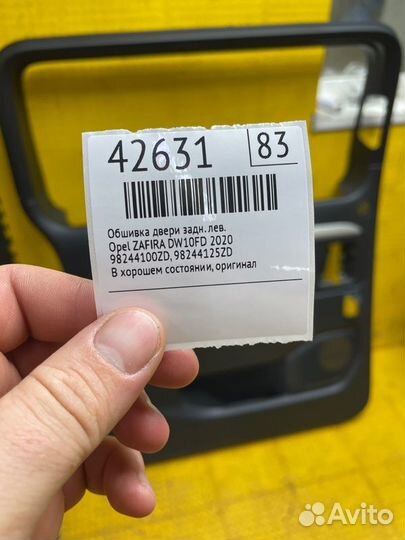 42631 83
Обшивка двери задн. лев.
Opel ZAFIRA DW10FD 2020
98244100ZD, 98244125ZD
В хорошем состоянии, оригинал
Avito